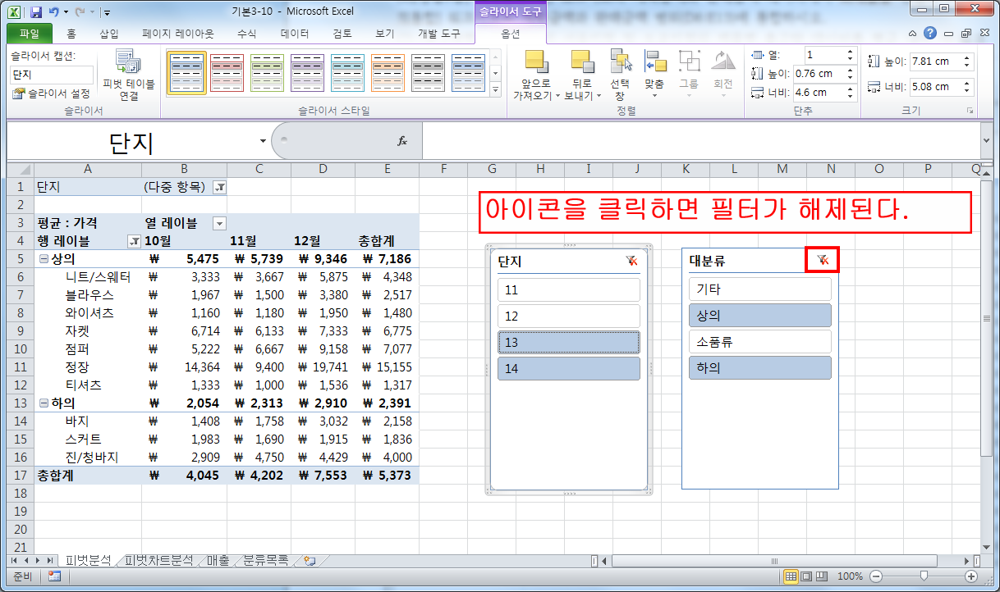 기본3-10 - Microsoft Excel
슬라이서 도구
파일 홈 삽입 페이지 레이아웃 수식 데이터 검토 보기 개발 도구 옵션
슬라이서 캡션:
단지
슬라이서 설정
피벗 테이블
연결
슬라이서
슬라이서 스타일
앞으로
가져오기
뒤로
보내기
선택
창
맞춤
그룹
회전
정렬
열: 1
높이: 0.76 cm
너비: 4.6 cm
단추
높이: 7.81 cm
너비: 5.08 cm
크기
단지 fx
A B C D E F G H I J K L M N O P Q
1 단지 (다중 항목)
2
3 평균 : 가격 열 레이블
4 행 레이블 10월 11월 12월 총합계
5 상의 ₩ 5,475 ₩ 5,739 ₩ 9,346 ₩ 7,186
6 니트/스웨터 ₩ 3,333 ₩ 3,667 ₩ 5,875 ₩ 4,348
7 블라우스 ₩ 1,967 ₩ 1,500 ₩ 3,380 ₩ 2,517
8 와이셔츠 ₩ 1,160 ₩ 1,180 ₩ 1,950 ₩ 1,480
9 자켓 ₩ 6,714 ₩ 6,133 ₩ 7,333 ₩ 6,775
10 점퍼 ₩ 5,222 ₩ 6,667 ₩ 9,158 ₩ 7,077
11 정장 ₩ 14,364 ₩ 9,400 ₩ 19,741 ₩ 15,155
12 티셔츠 ₩ 1,333 ₩ 1,000 ₩ 1,536 ₩ 1,317
13 하의 ₩ 2,054 ₩ 2,313 ₩ 2,910 ₩ 2,391
14 바지 ₩ 1,408 ₩ 1,758 ₩ 3,032 ₩ 2,158
15 스커트 ₩ 1,983 ₩ 1,690 ₩ 1,915 ₩ 1,836
16 진/청바지 ₩ 2,909 ₩ 4,750 ₩ 4,429 ₩ 4,000
17 총합계 ₩ 4,045 ₩ 4,202 ₩ 7,553 ₩ 5,373
18
19
20
21
아이콘을 클릭하면 필터가 해제된다.
단지
11
12
13
14
대분류
기타
상의
소품류
하의
피벗분석 피벗차트분석 매출 분류목록
준비 100%